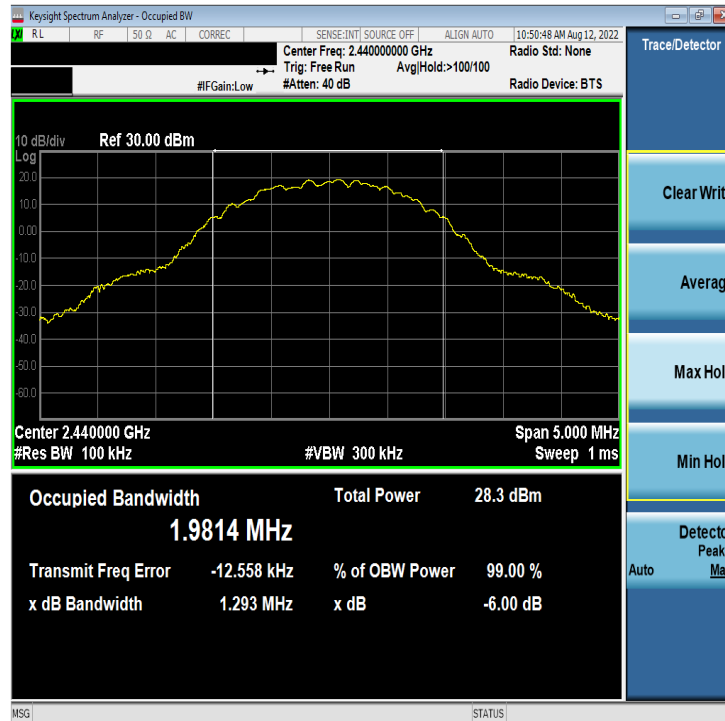 Keysight Spectrum Analyzer - Occupied BW
RL RF 50 Ω AC CORREC SENSE:INT SOURCE OFF ALIGN AUTO 10:50:48 AM Aug 12, 2022
Center Freq: 2.440000000 GHz Radio Std: None
Trig: Free Run Avg|Hold:>100/100
#IFGain:Low #Atten: 40 dB Radio Device: BTS
10 dB/div Ref 30.00 dBm
Log
20.0
10.0
0.00
-10.0
-20.0
-30.0
-40.0
-50.0
-60.0
Center 2.440000 GHz Span 5.000 MHz
#Res BW 100 kHz #VBW 300 kHz Sweep 1 ms
Occupied Bandwidth Total Power 28.3 dBm
1.9814 MHz
Transmit Freq Error -12.558 kHz % of OBW Power 99.00 %
x dB Bandwidth 1.293 MHz x dB -6.00 dB
MSG STATUS
Trace/Detector
Clear Writ
Averag
Max Hol
Min Hol
Detecto
Peak
Auto Ma